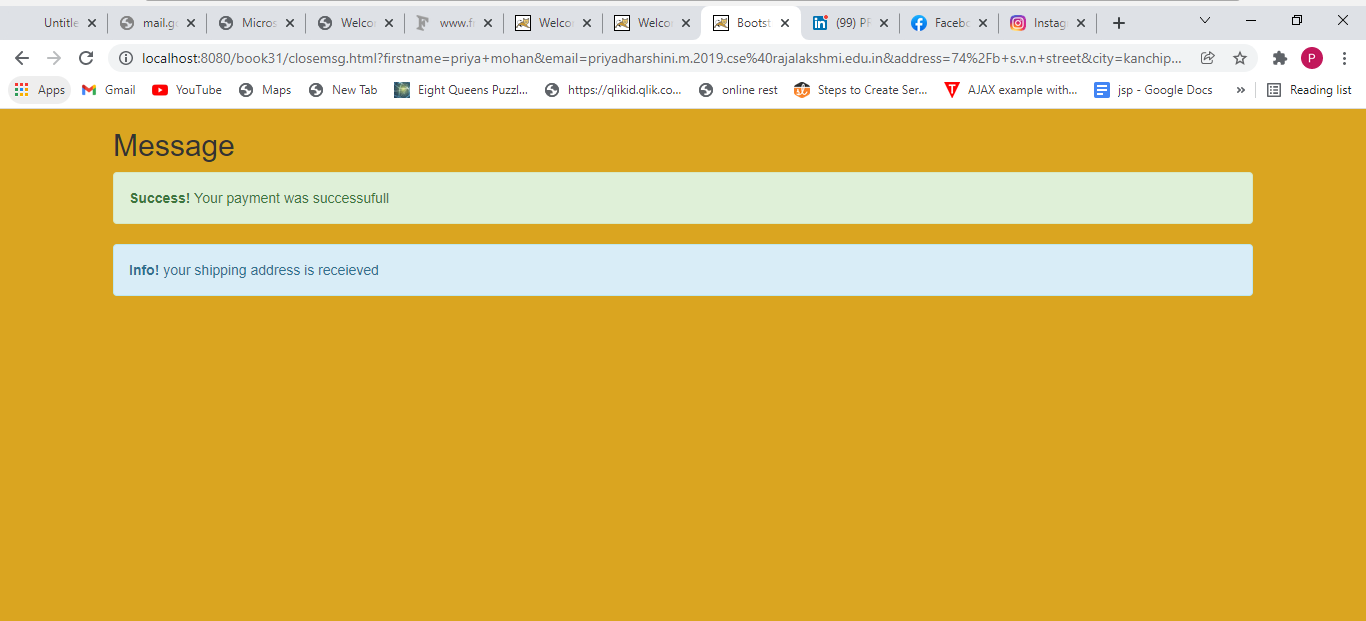 Untitle mail.g Micros Welco www.f Welco Welco Bootst (99) PF Facebo Instag
localhost:8080/book31/closemsg.html?firstname=priya+mohan&email=priyadharshini.m.2019.cse%40rajalakshmi.edu.in&address=74%2Fb+s.v.n+street&city=kanchip... P
Apps Gmail YouTube Maps New Tab Eight Queens Puzzl... https://qlikid.qlik.co... online rest Steps to Create Ser... AJAX example with... jsp - Google Docs » Reading list
Message
Success! Your payment was successufull
Info! your shipping address is receieved